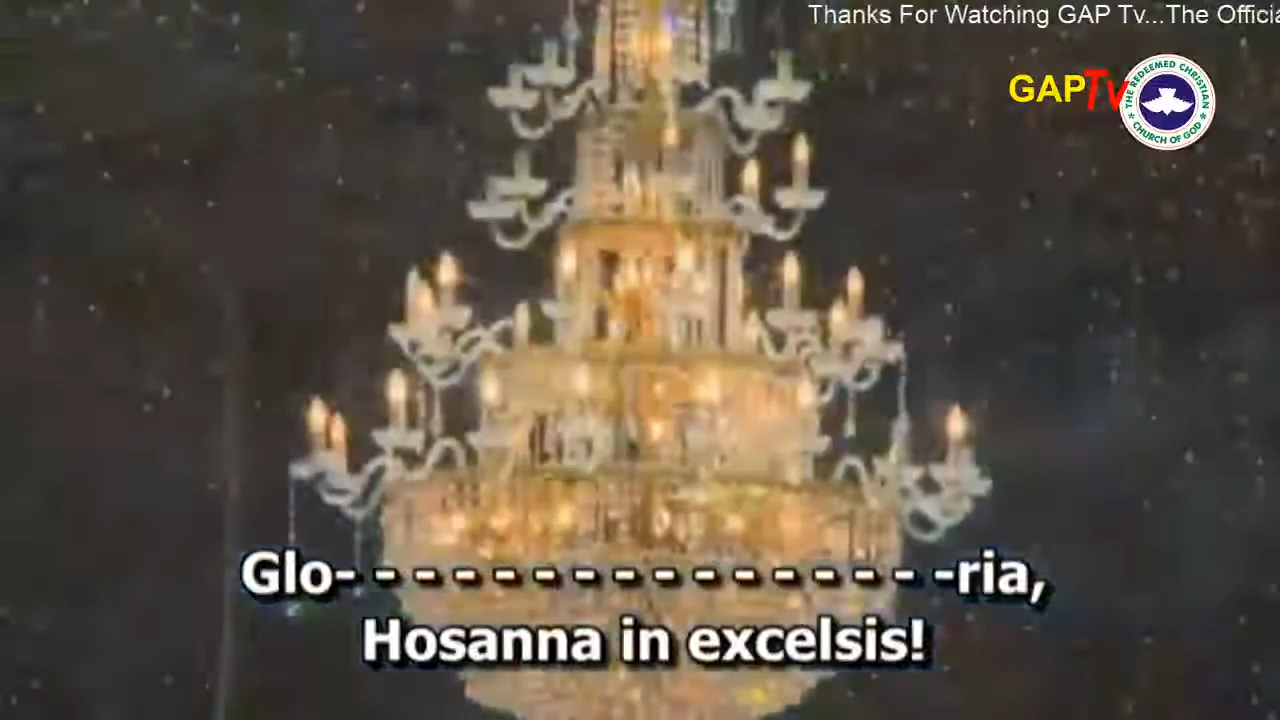 Thanks For Watching GAP Tv...The Officia
GAPTv
THE REDEEMED CHRISTIAN
CHURCH OF GOD
Glo- - - - - - - - - - - - - - - -ria,
Hosanna in excelsis!